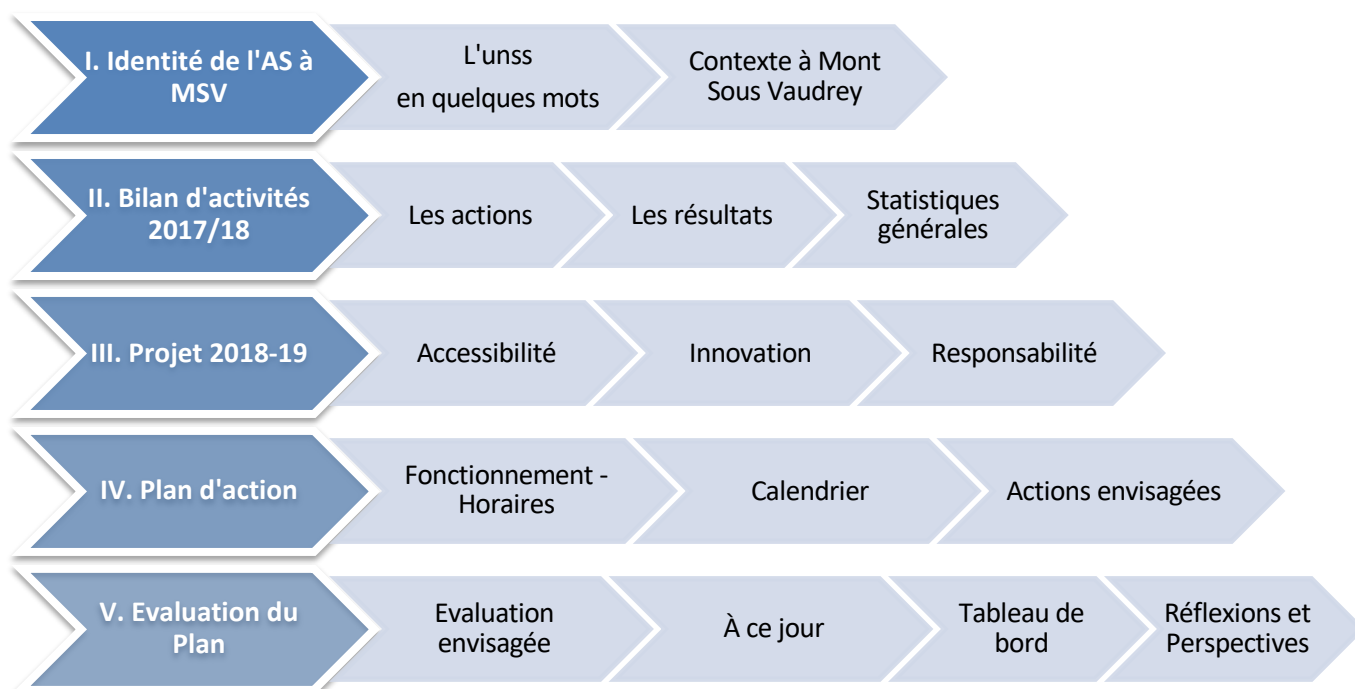 I. Identité de l'AS à
MSV
L'unss
en quelques mots
Contexte à Mont
Sous Vaudrey
II. Bilan d'activités
2017/18
Les actions
Les résultats
Statistiques
générales
III. Projet 2018-19
Accessibilité
Innovation
Responsabilité
IV. Plan d'action
Fonctionnement -
Horaires
Calendrier
Actions envisagées
V. Evaluation du
Plan
Evaluation
envisagée
À ce jour
Tableau de
bord
Réflexions et
Perspectives